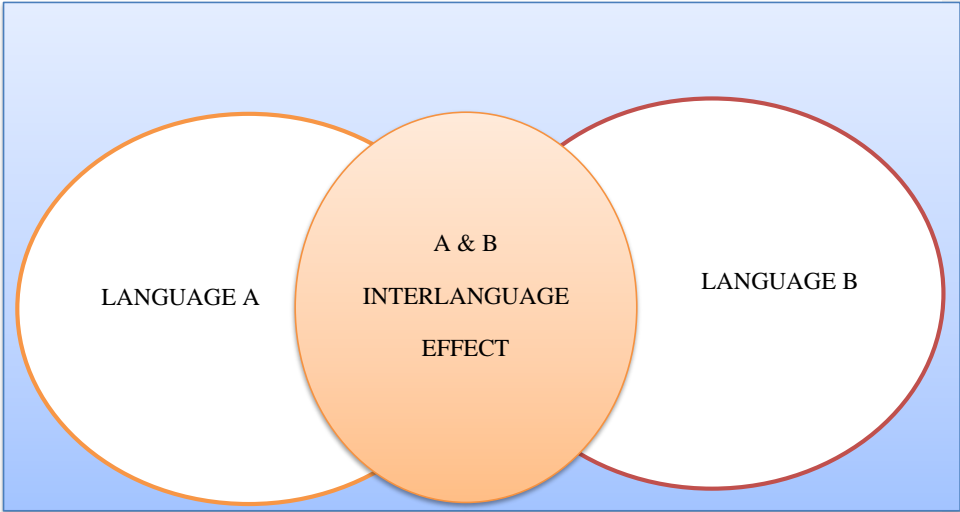 LANGUAGE A
A & B
INTERLANGUAGE
EFFECT
LANGUAGE B